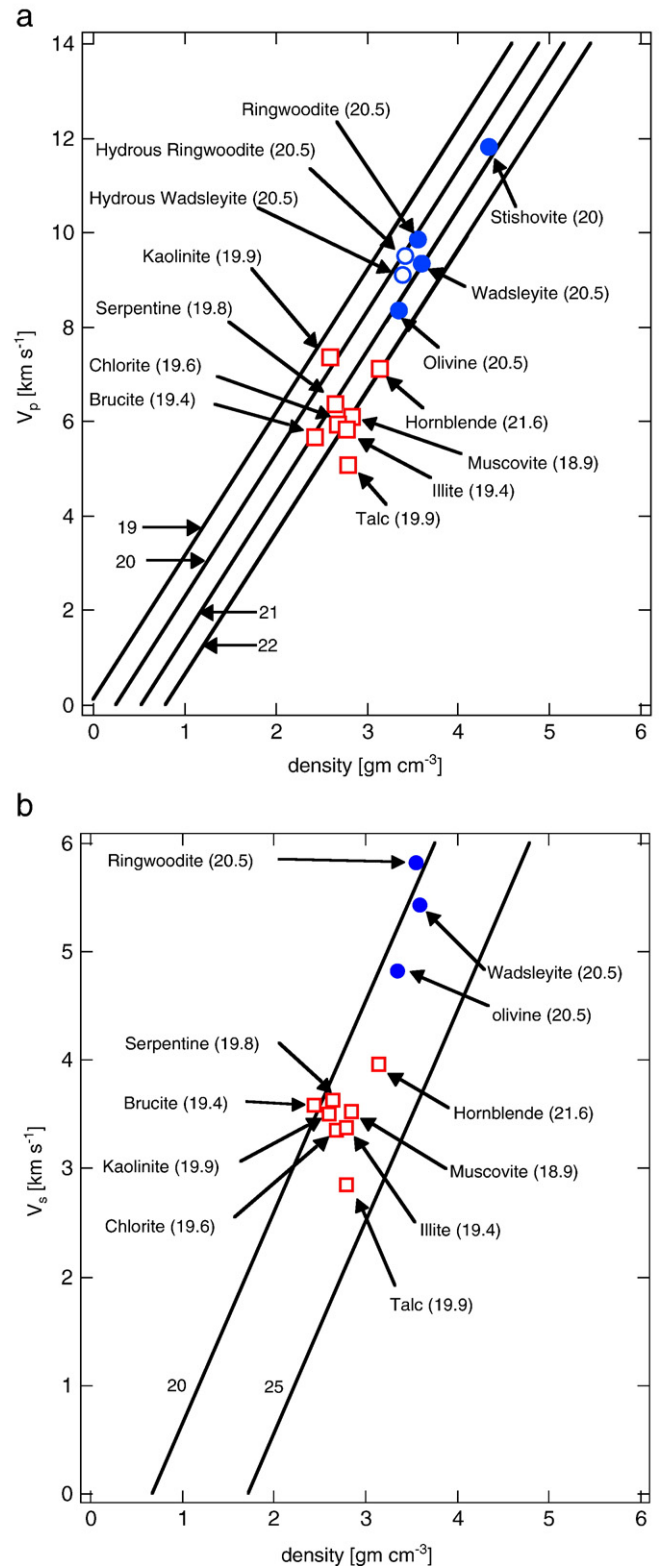 a
14
12
10
8
6
4
2
0
V_p [km s⁻¹]
Ringwoodite (20.5)
Hydrous Ringwoodite (20.5)
Hydrous Wadsleyite (20.5)
Kaolinite (19.9)
Serpentine (19.8)
Chlorite (19.6)
Brucite (19.4)
Stishovite (20)
Wadsleyite (20.5)
Olivine (20.5)
Hornblende (21.6)
Muscovite (18.9)
Illite (19.4)
Talc (19.9)
19
20
21
22
0 1 2 3 4 5 6
density [gm cm⁻³]
b
6
5
4
3
2
1
0
V_s [km s⁻¹]
Ringwoodite (20.5)
Wadsleyite (20.5)
olivine (20.5)
Serpentine (19.8)
Brucite (19.4)
Hornblende (21.6)
Kaolinite (19.9)
Muscovite (18.9)
Chlorite (19.6)
Illite (19.4)
Talc (19.9)
20 25
0 1 2 3 4 5 6
density [gm cm⁻³]